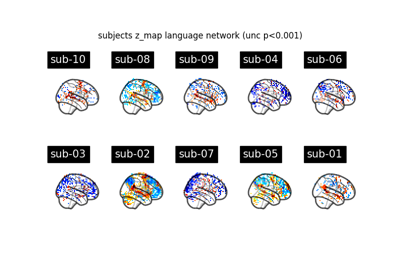 subjects z_map language network (unc p<0.001)
sub-10 sub-08 sub-09 sub-04 sub-06
sub-03 sub-02 sub-07 sub-05 sub-01